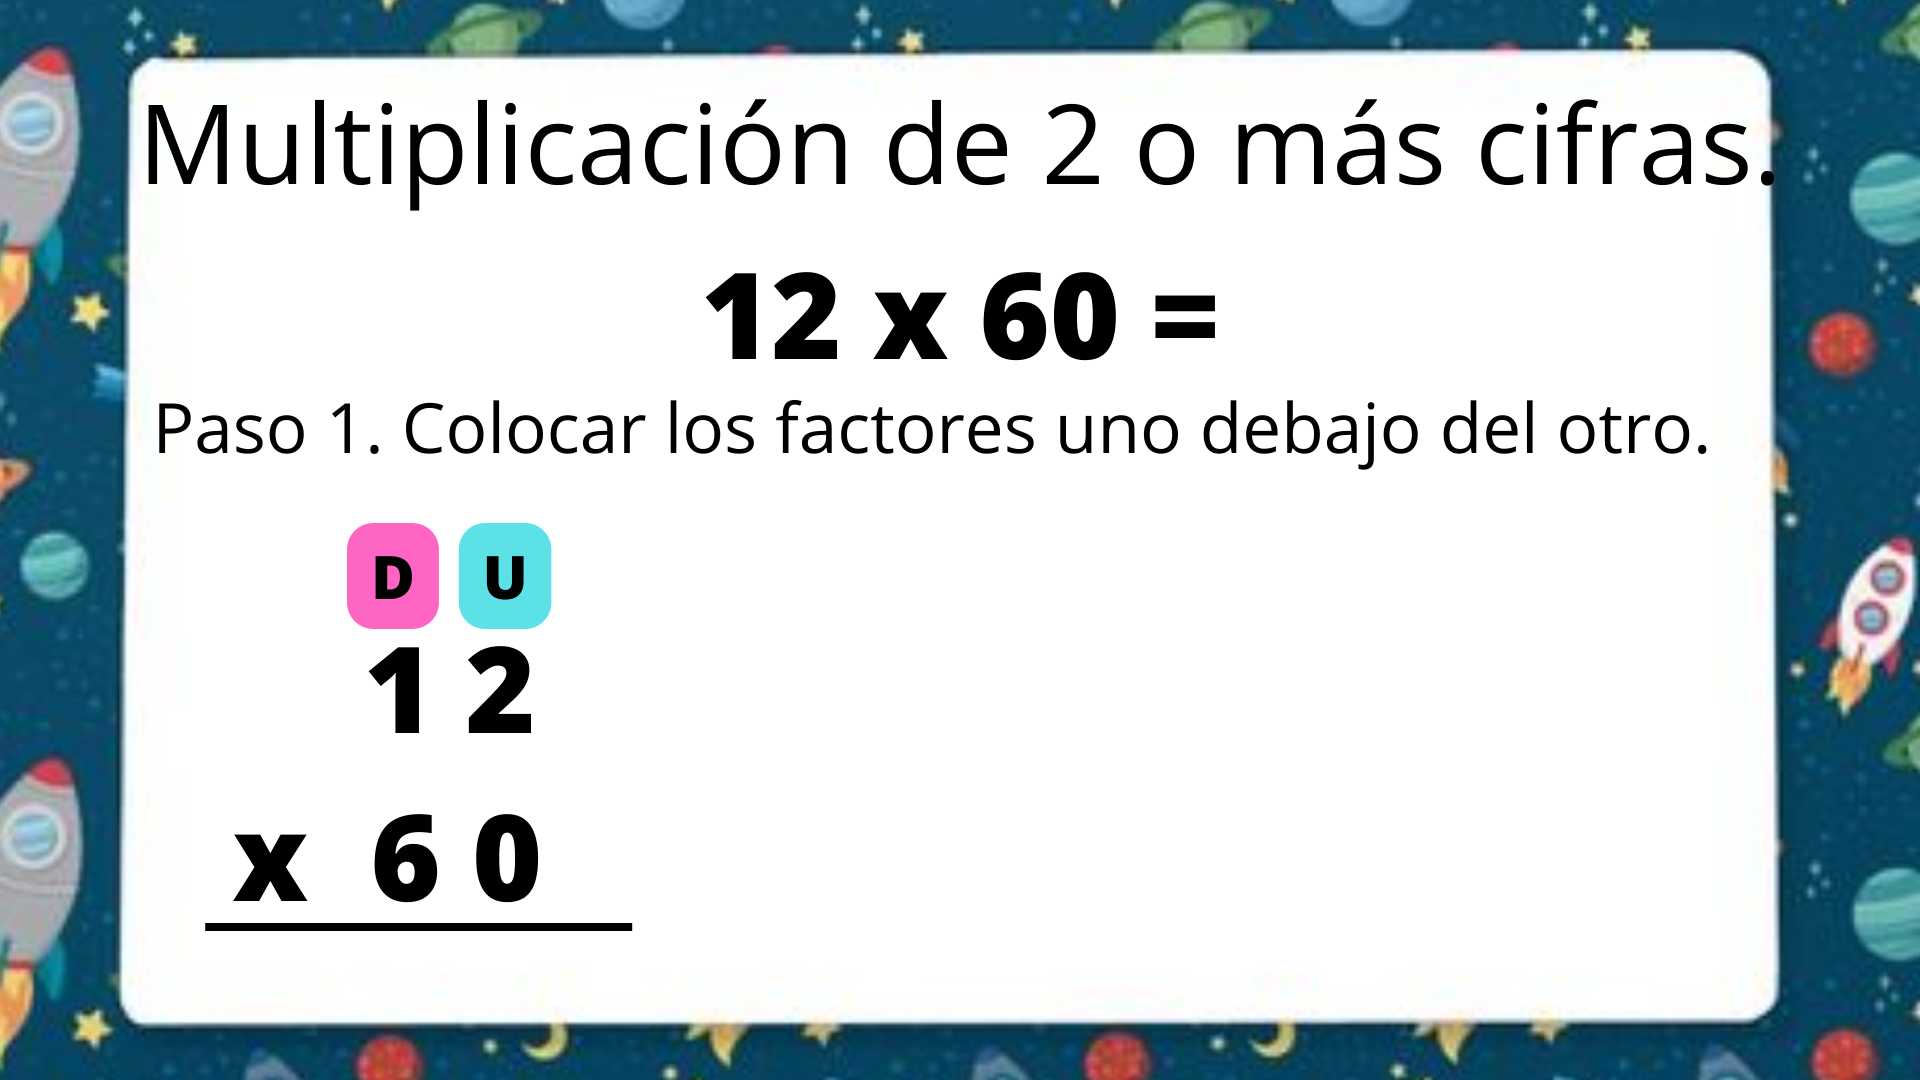 Multiplicación de 2 o más cifras.
12 x 60 =
Paso 1. Colocar los factores uno debajo del otro.
D U
1 2
x 6 0